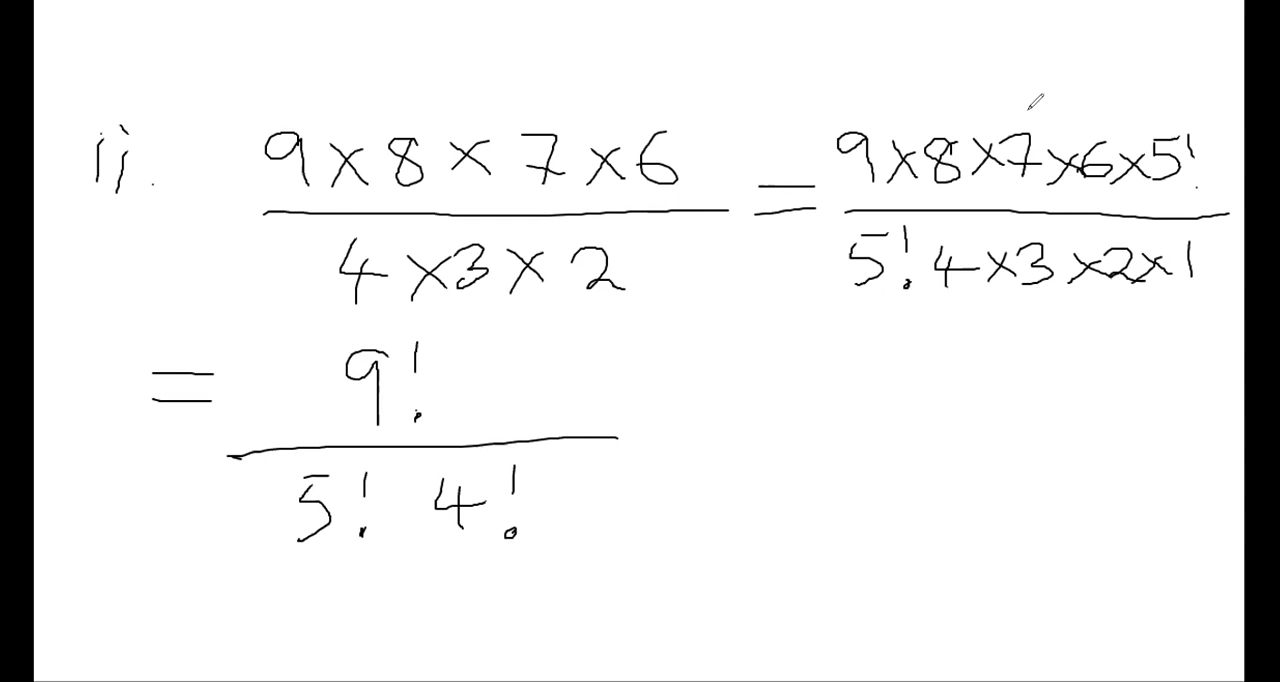 ii.
9 x 8 x 7 x 6 = 9 x 8 x 7 x 6 x 5!
4 x 3 x 2 5! 4 x 3 x 2 x 1
= 9!
5! 4!